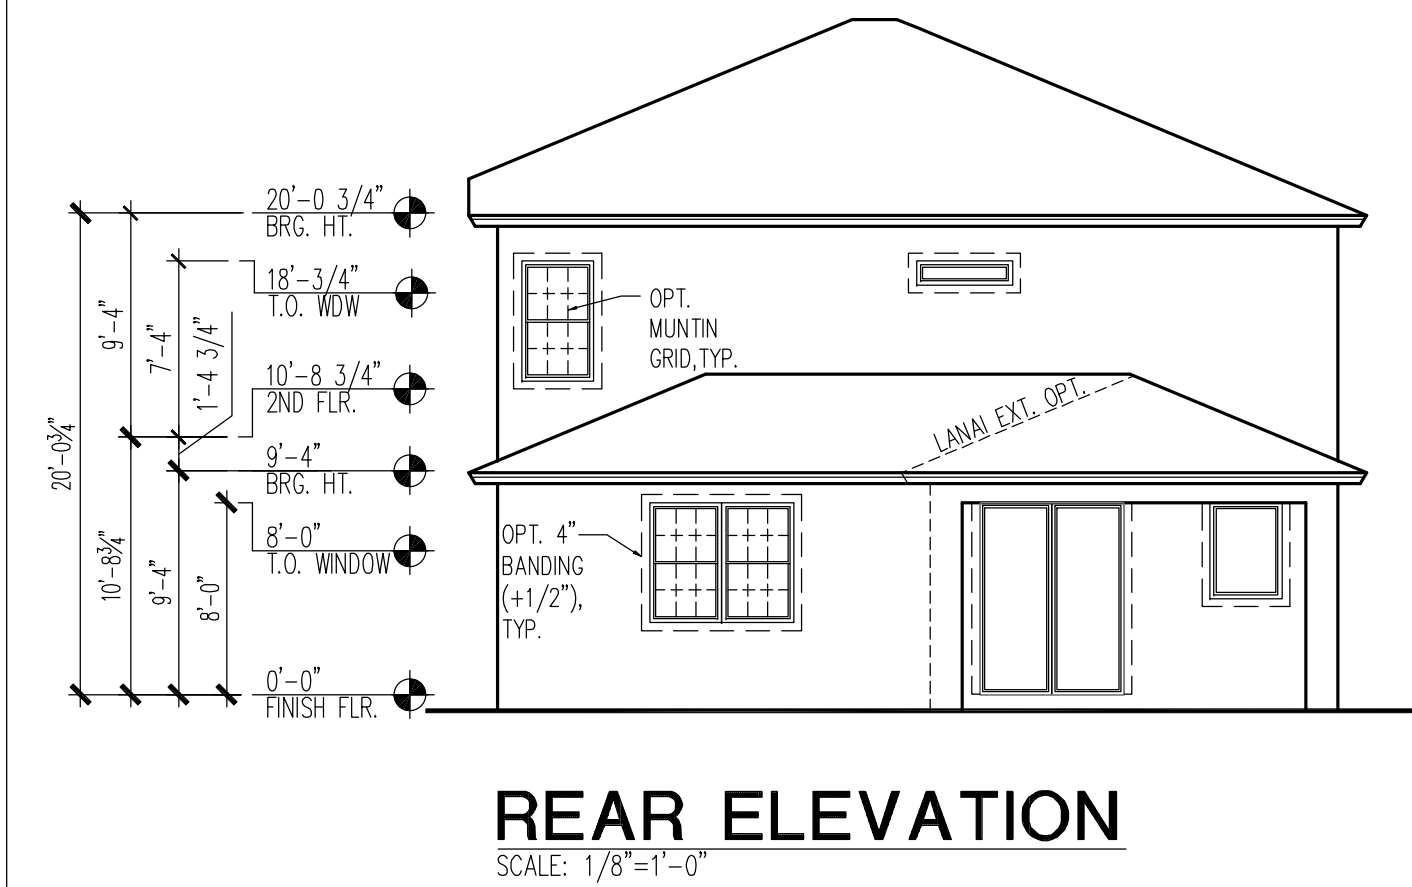 20'-0 3/4"
BRG. HT.
18'-3/4"
T.O. WDW
10'-8 3/4"
2ND FLR.
9'-4"
BRG. HT.
8'-0"
T.O. WINDOW
0'-0"
FINISH FLR.
20'-0¾"
9'-4"
10'-8¾"
7'-4"
1'-4 3/4"
9'-4"
8'-0"
OPT.
MUNTIN
GRID,TYP.
LANAI EXT. OPT.
OPT. 4"
BANDING
(+1/2"),
TYP.
REAR ELEVATION
SCALE: 1/8"=1'-0"